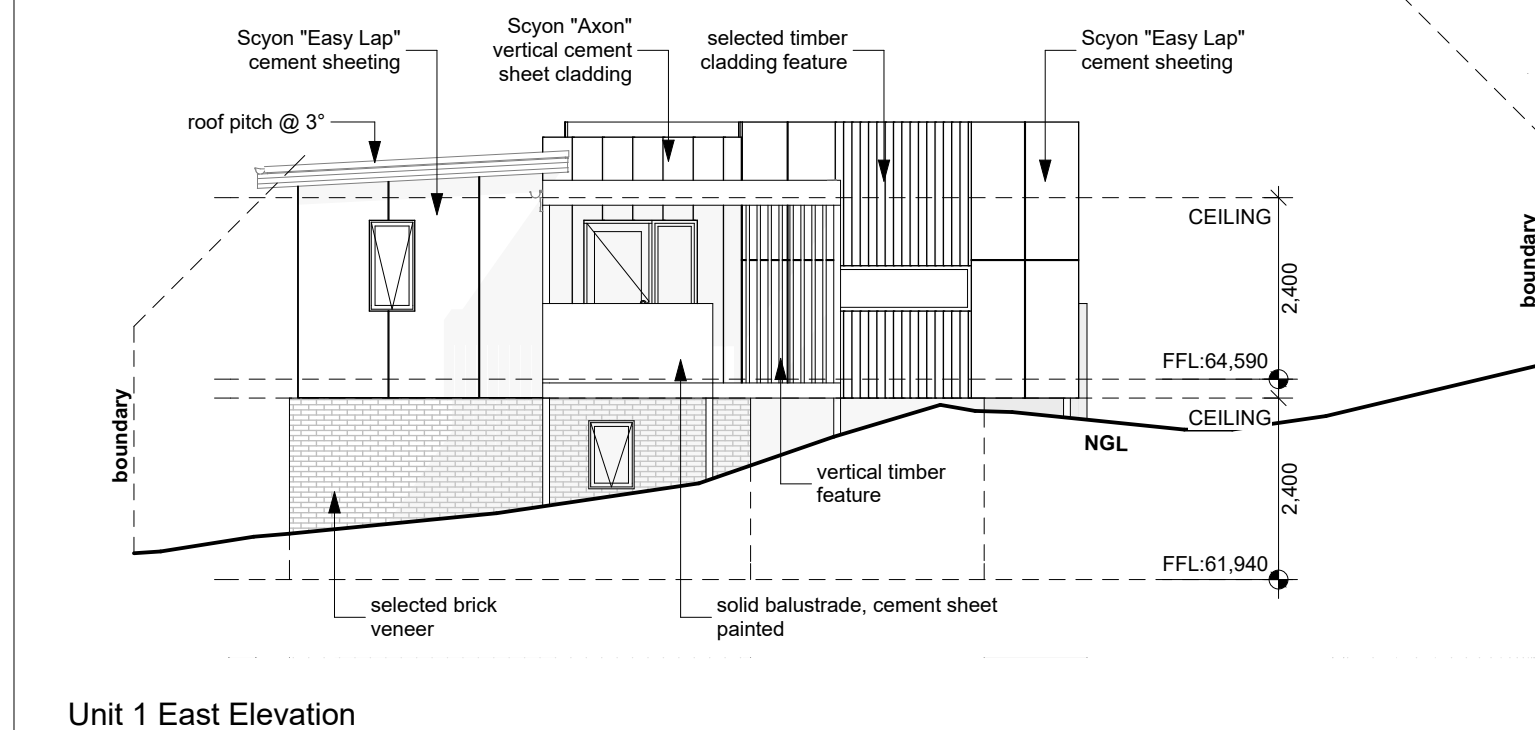 Scyon "Easy Lap"
cement sheeting
Scyon "Axon"
vertical cement
sheet cladding
selected timber
cladding feature
Scyon "Easy Lap"
cement sheeting
roof pitch @ 3°
CEILING
2,400
boundary
FFL:64,590
boundary
CEILING
NGL
2,400
vertical timber
feature
FFL:61,940
selected brick
veneer
solid balustrade, cement sheet
painted
Unit 1 East Elevation